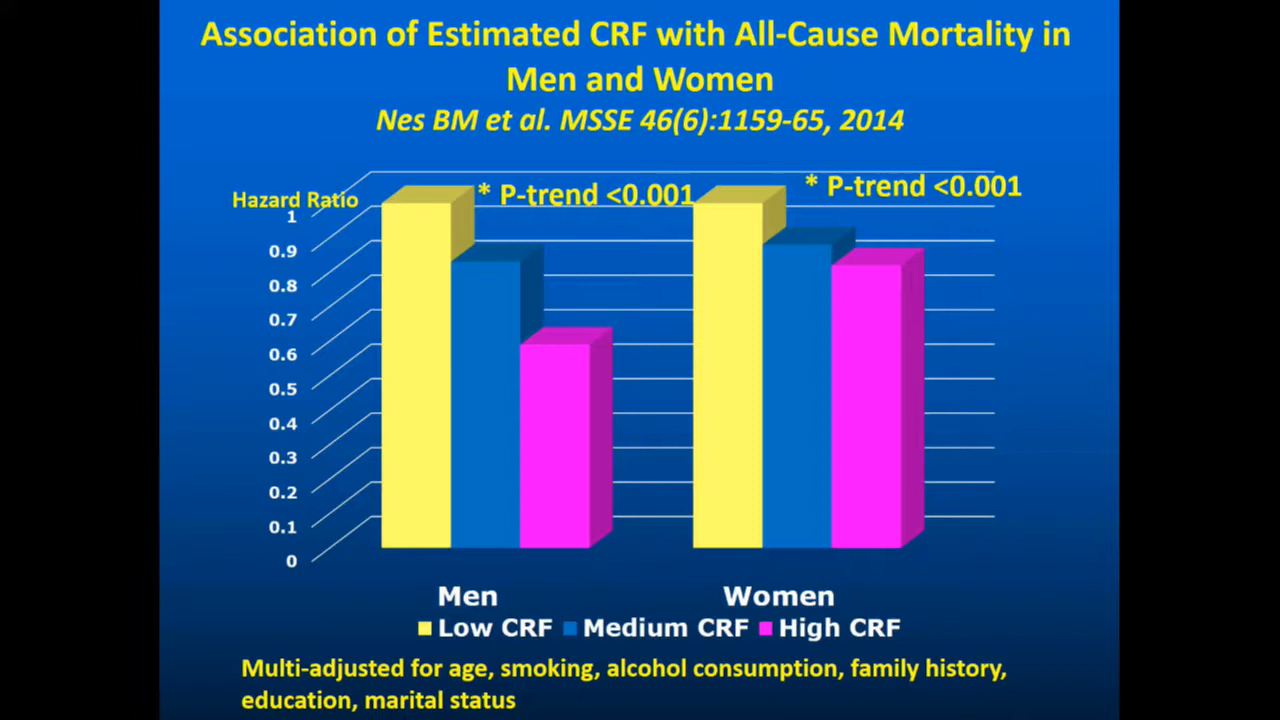 Association of Estimated CRF with All-Cause Mortality in
Men and Women
Nes BM et al. MSSE 46(6):1159-65, 2014
Hazard Ratio
* P-trend <0.001
* P-trend <0.001
1
0.9
0.8
0.7
0.6
0.5
0.4
0.3
0.2
0.1
0
Men
Women
Low CRF
Medium CRF
High CRF
Multi-adjusted for age, smoking, alcohol consumption, family history,
education, marital status